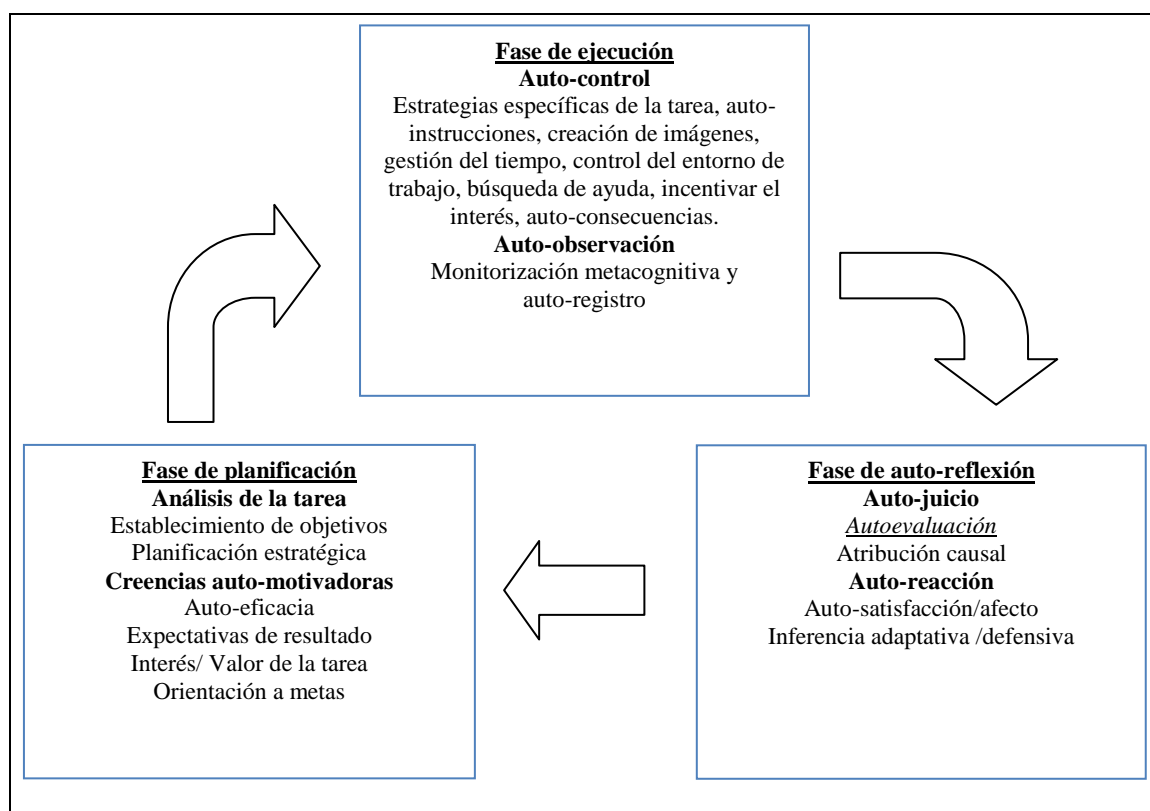 Fase de ejecución
Auto-control
Estrategias específicas de la tarea, auto-
instrucciones, creación de imágenes,
gestión del tiempo, control del entorno de
trabajo, búsqueda de ayuda, incentivar el
interés, auto-consecuencias.
Auto-observación
Monitorización metacognitiva y
auto-registro
Fase de planificación
Análisis de la tarea
Establecimiento de objetivos
Planificación estratégica
Creencias auto-motivadoras
Auto-eficacia
Expectativas de resultado
Interés/ Valor de la tarea
Orientación a metas
Fase de auto-reflexión
Auto-juicio
Autoevaluación
Atribución causal
Auto-reacción
Auto-satisfacción/afecto
Inferencia adaptativa /defensiva